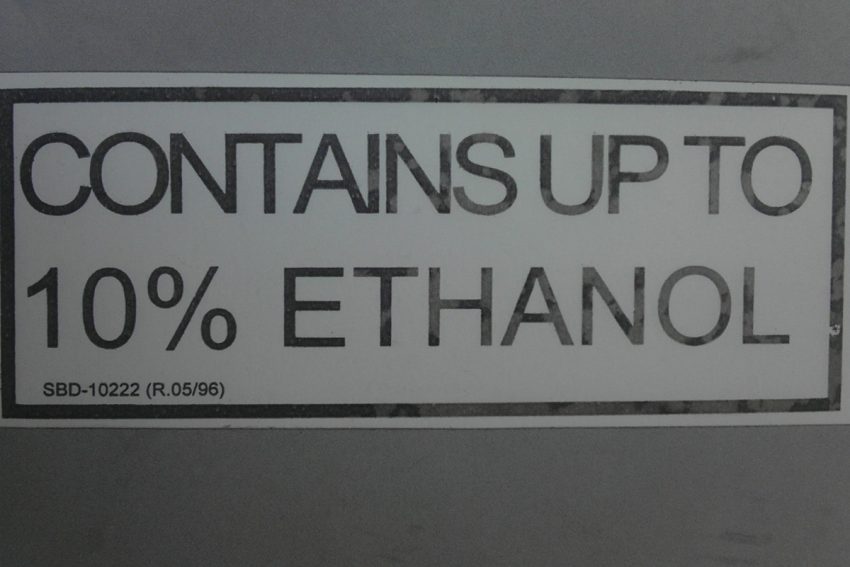 CONTAINS UP TO
10% ETHANOL
SBD-10222 (R.05/96)